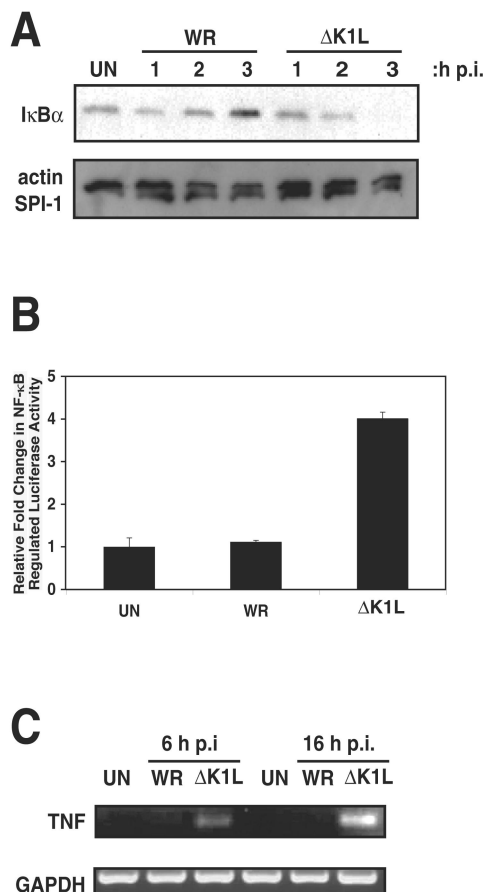 A
WR ΔK1L
UN 1 2 3 1 2 3 :h p.i.
IκBα
actin
SPI-1
B
Relative Fold Change in NF-κB
Regulated Luciferase Activity
5
4
3
2
1
0
UN WR ΔK1L
C
6 h p.i 16 h p.i.
UN WR ΔK1L UN WR ΔK1L
TNF
GAPDH